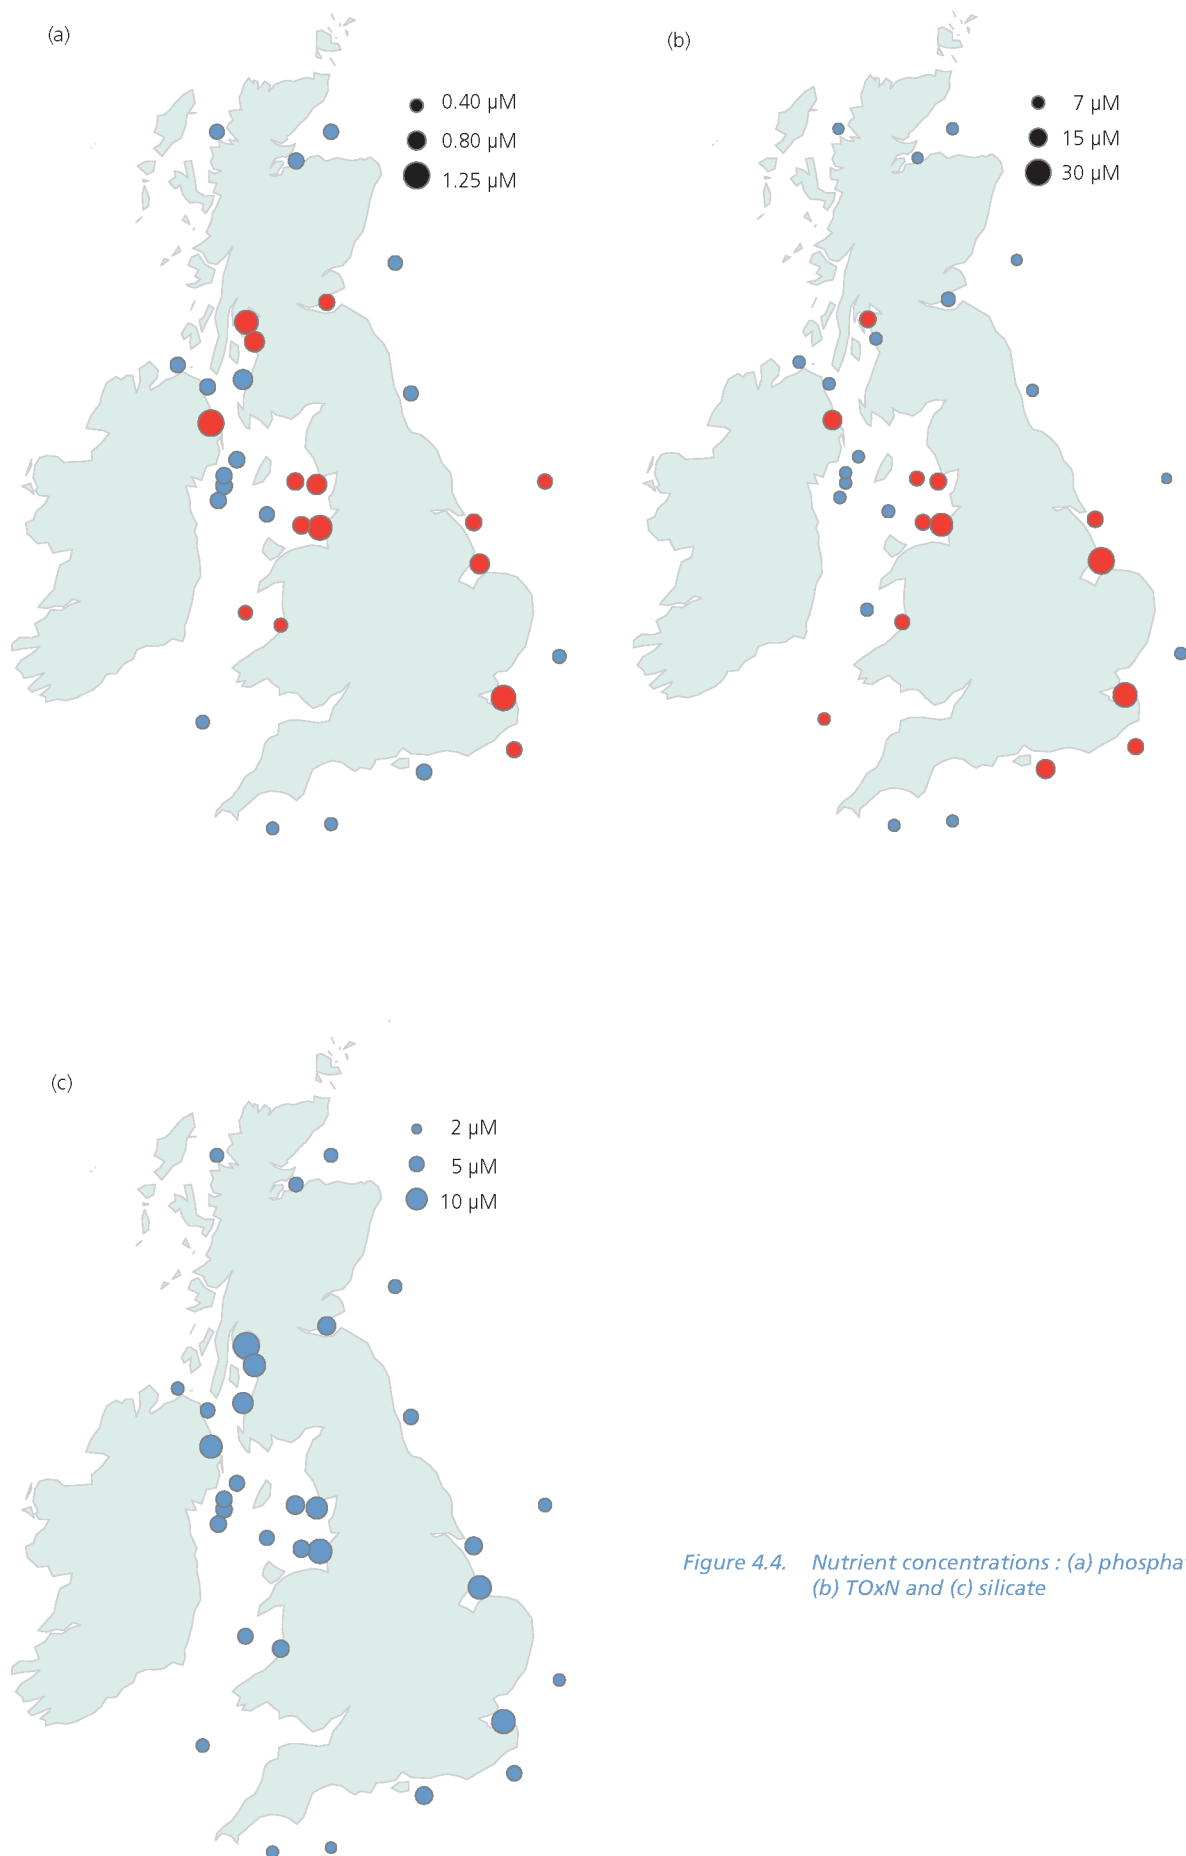 (a)
0.40 µM
0.80 µM
1.25 µM
(b)
7 µM
15 µM
30 µM
(c)
2 µM
5 µM
10 µM
Figure 4.4. Nutrient concentrations : (a) phospha
(b) TOxN and (c) silicate